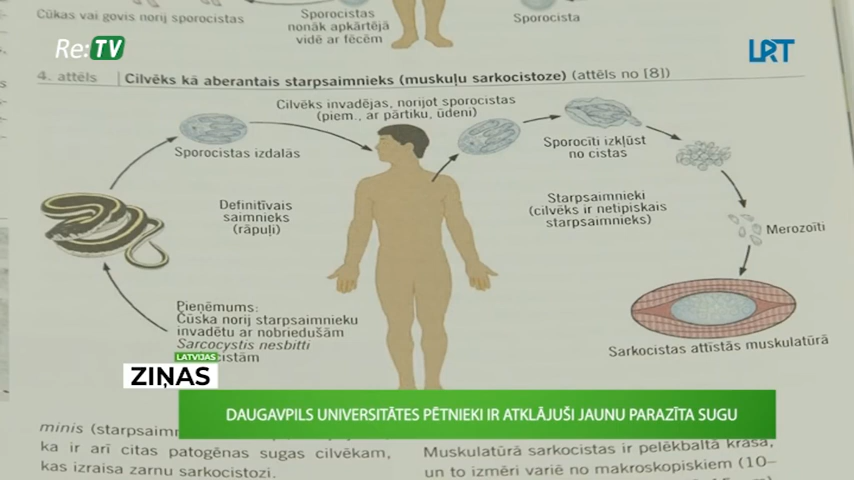 Cūkas vai govis norij sporocistas
Sporocistas
nonāk apkārtējā
vidē ar fēcēm
Sporocista
Re:TV
LRT
4. attēls Cilvēks kā aberantais starpsaimnieks (muskuļu sarkocistoze) (attēls no [8])
Cilvēks invadējas, norijot sporocistas
(piem., ar pārtiku, ūdeni)
Sporocistas izdalās
Sporocīti izkļūst
no cistas
Definitīvais
saimnieks
(rāpuļi)
Starpsaimnieki
(cilvēks ir netipiskais
starpsaimnieks)
Merozoīti
Pieņēmums:
Čūska norij starpsaimnieku
invadētu ar nobriedušām
Sarcocystis nesbitti
cistām
Sarkocistas attīstās muskulatūrā
LATVIJAS
ZIŅAS
DAUGAVPILS UNIVERSITĀTES PĒTNIEKI IR ATKLĀJUŠI JAUNU PARAZĪTA SUGU
minis (starpsaimn
ka ir arī citas patogēnas sugas cilvēkam,
kas izraisa zarnu sarkocistozi.
Muskulatūrā sarkocistas ir pelēkbaltā krāsā,
un to izmēri variē no makroskopiskiem (10–